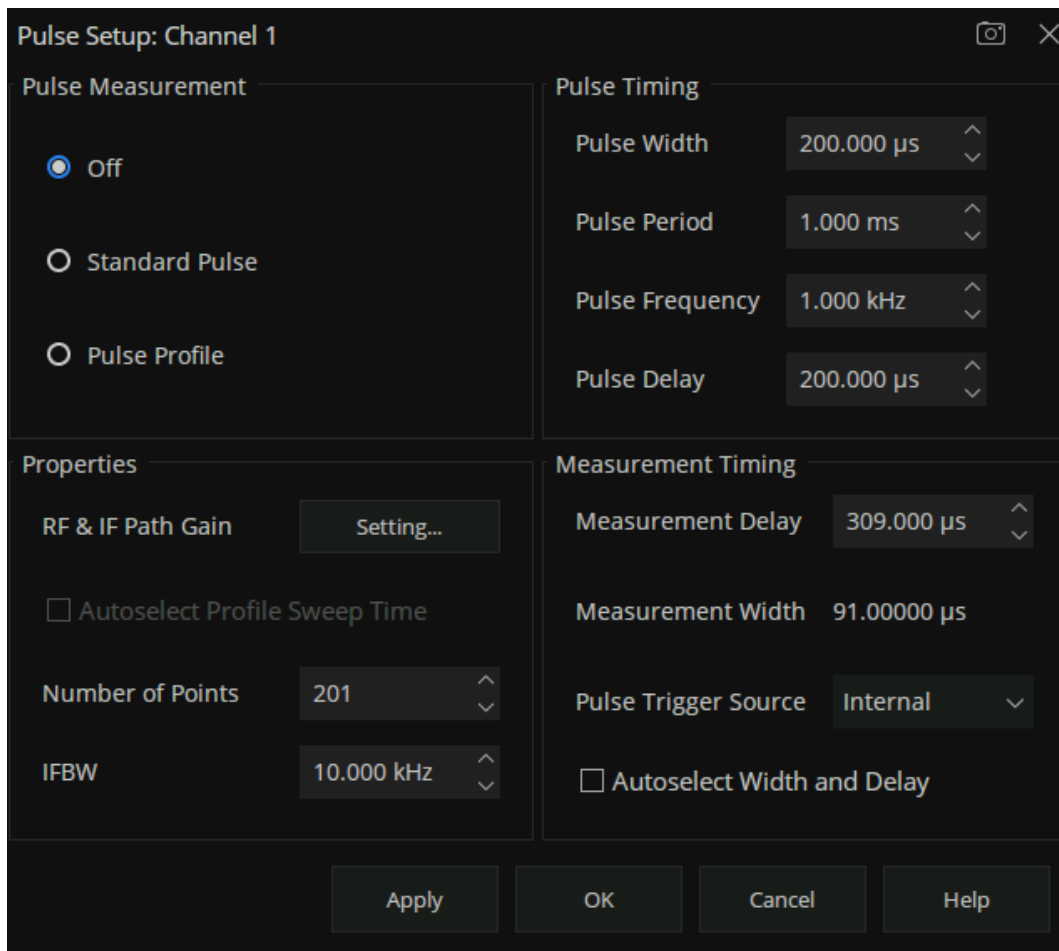 Pulse Setup: Channel 1
Pulse Measurement
Off
Standard Pulse
Pulse Profile
Pulse Timing
Pulse Width 200.000 µs
Pulse Period 1.000 ms
Pulse Frequency 1.000 kHz
Pulse Delay 200.000 µs
Properties
RF & IF Path Gain Setting...
Autoselect Profile Sweep Time
Number of Points 201
IFBW 10.000 kHz
Measurement Timing
Measurement Delay 309.000 µs
Measurement Width 91.00000 µs
Pulse Trigger Source Internal
Autoselect Width and Delay
Apply OK Cancel Help